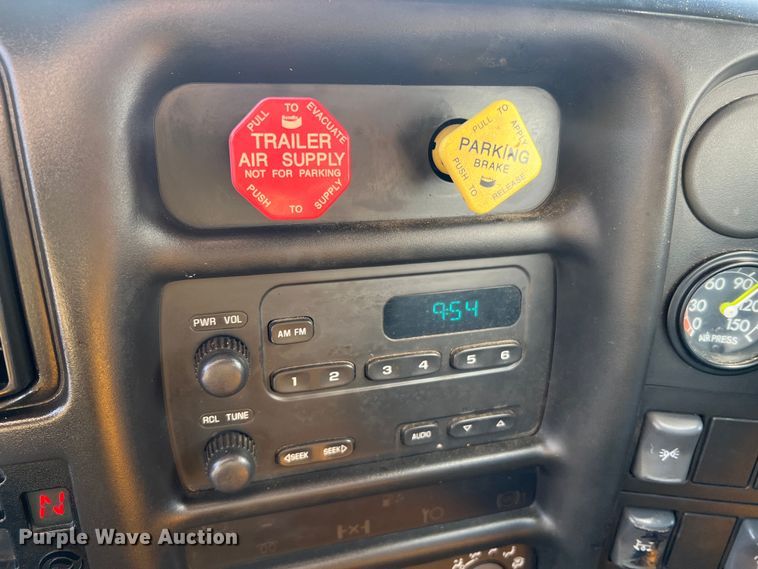 PULL TO EVACUATE
TRAILER
AIR SUPPLY
NOT FOR PARKING
PUSH TO SUPPLY
PULL TO APPLY
PARKING
BRAKE
PUSH TO RELEASE
PWR VOL
AM FM
9:54
1 2
3 4
5 6
RCL TUNE
SEEK
SEEK
AUDIO
60
90
30
120
0
150
AIR PRESS
N
Purple Wave Auction